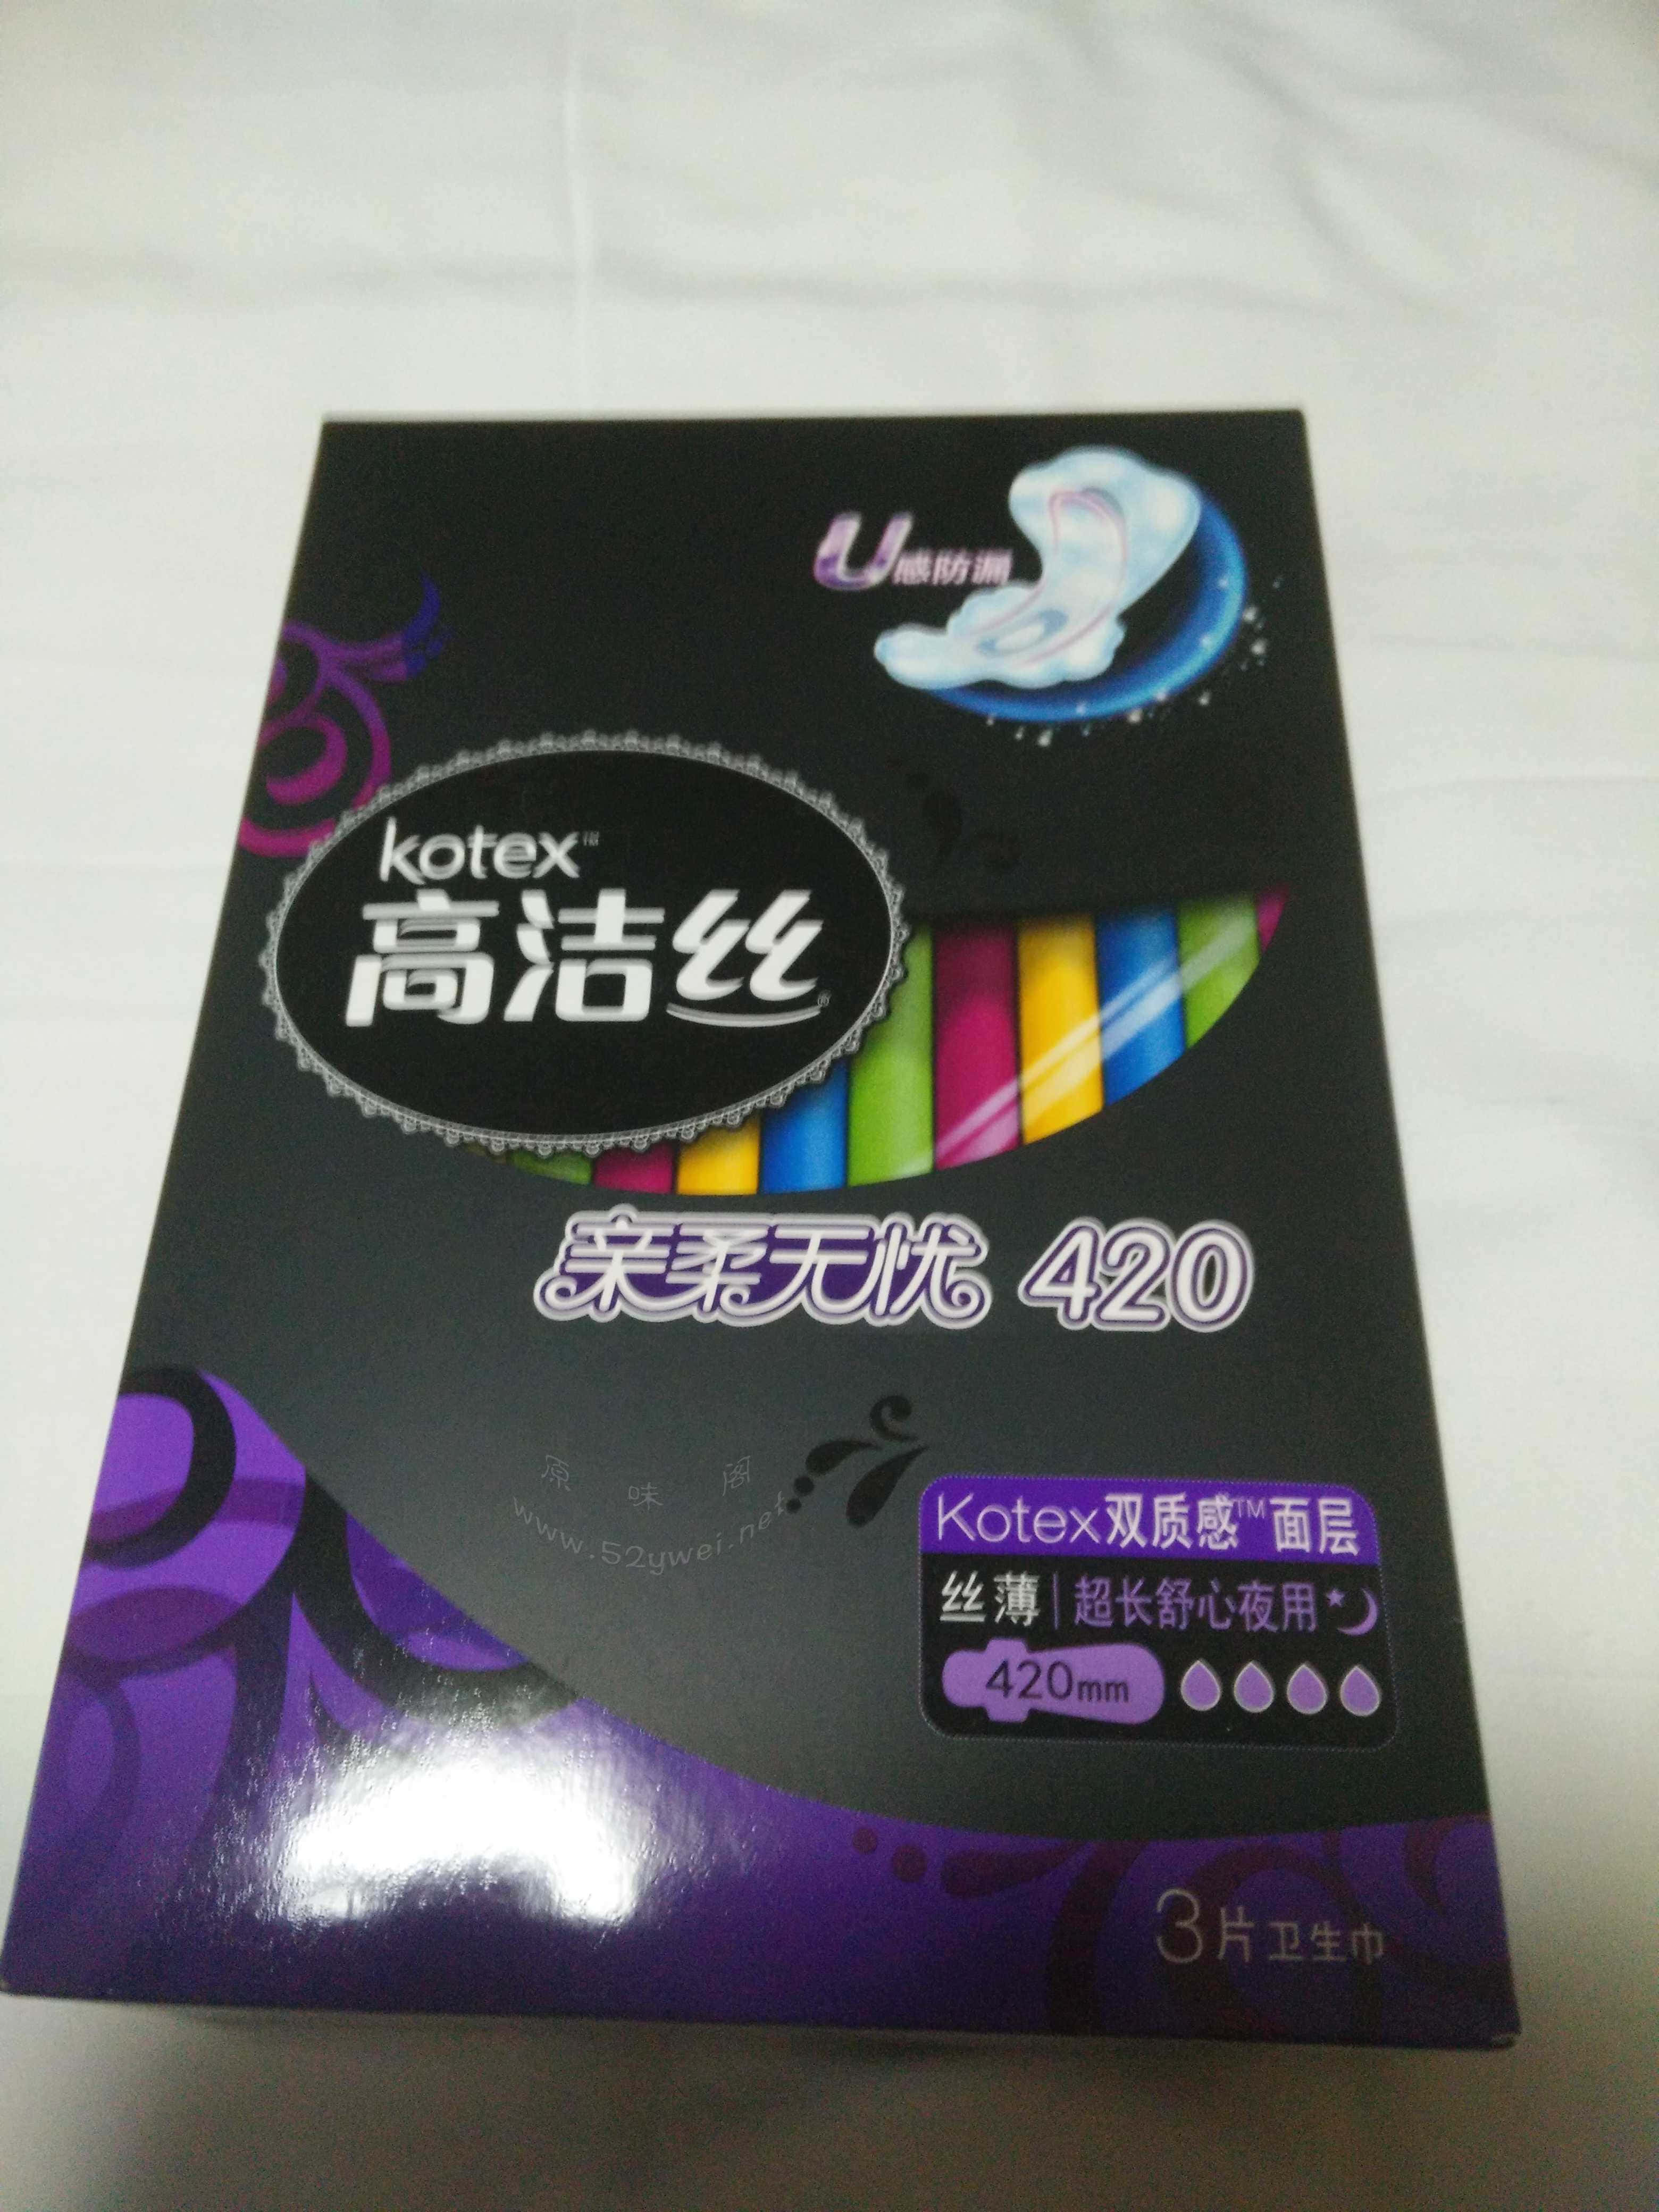 U感防漏
kotex™
高洁丝®
亲柔无忧 420
原味阁
www.52ywei.net
Kotex双质感™面层
丝薄|超长舒心夜用
420mm
3片卫生巾